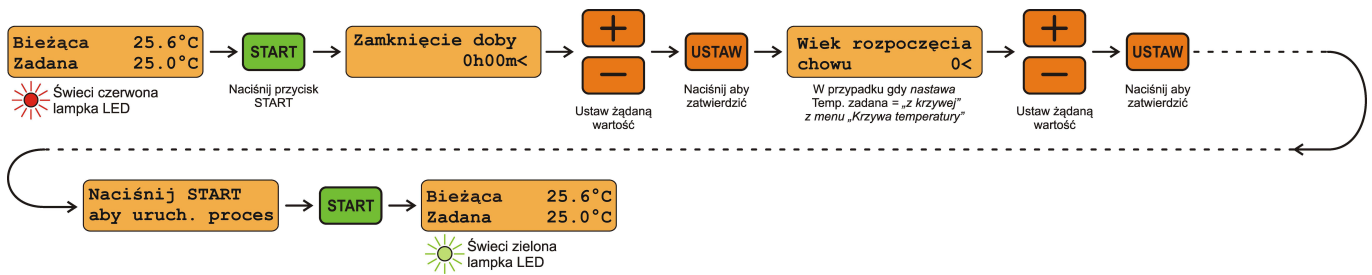 Bieżąca 25.6°C
Zadana 25.0°C
Świeci czerwona
lampka LED
START
Naciśnij przycisk
START
Zamknięcie doby
0h00m<
+
−
Ustaw żądaną
wartość
USTAW
Naciśnij aby
zatwierdzić
Wiek rozpoczęcia
chowu 0<
W przypadku gdy nastawa
Temp. zadana = „z krzywej”
z menu „Krzywa temperatury”
+
−
Ustaw żądaną
wartość
USTAW
Naciśnij aby
zatwierdzić
Naciśnij START
aby uruch. proces
START
Bieżąca 25.6°C
Zadana 25.0°C
Świeci zielona
lampka LED